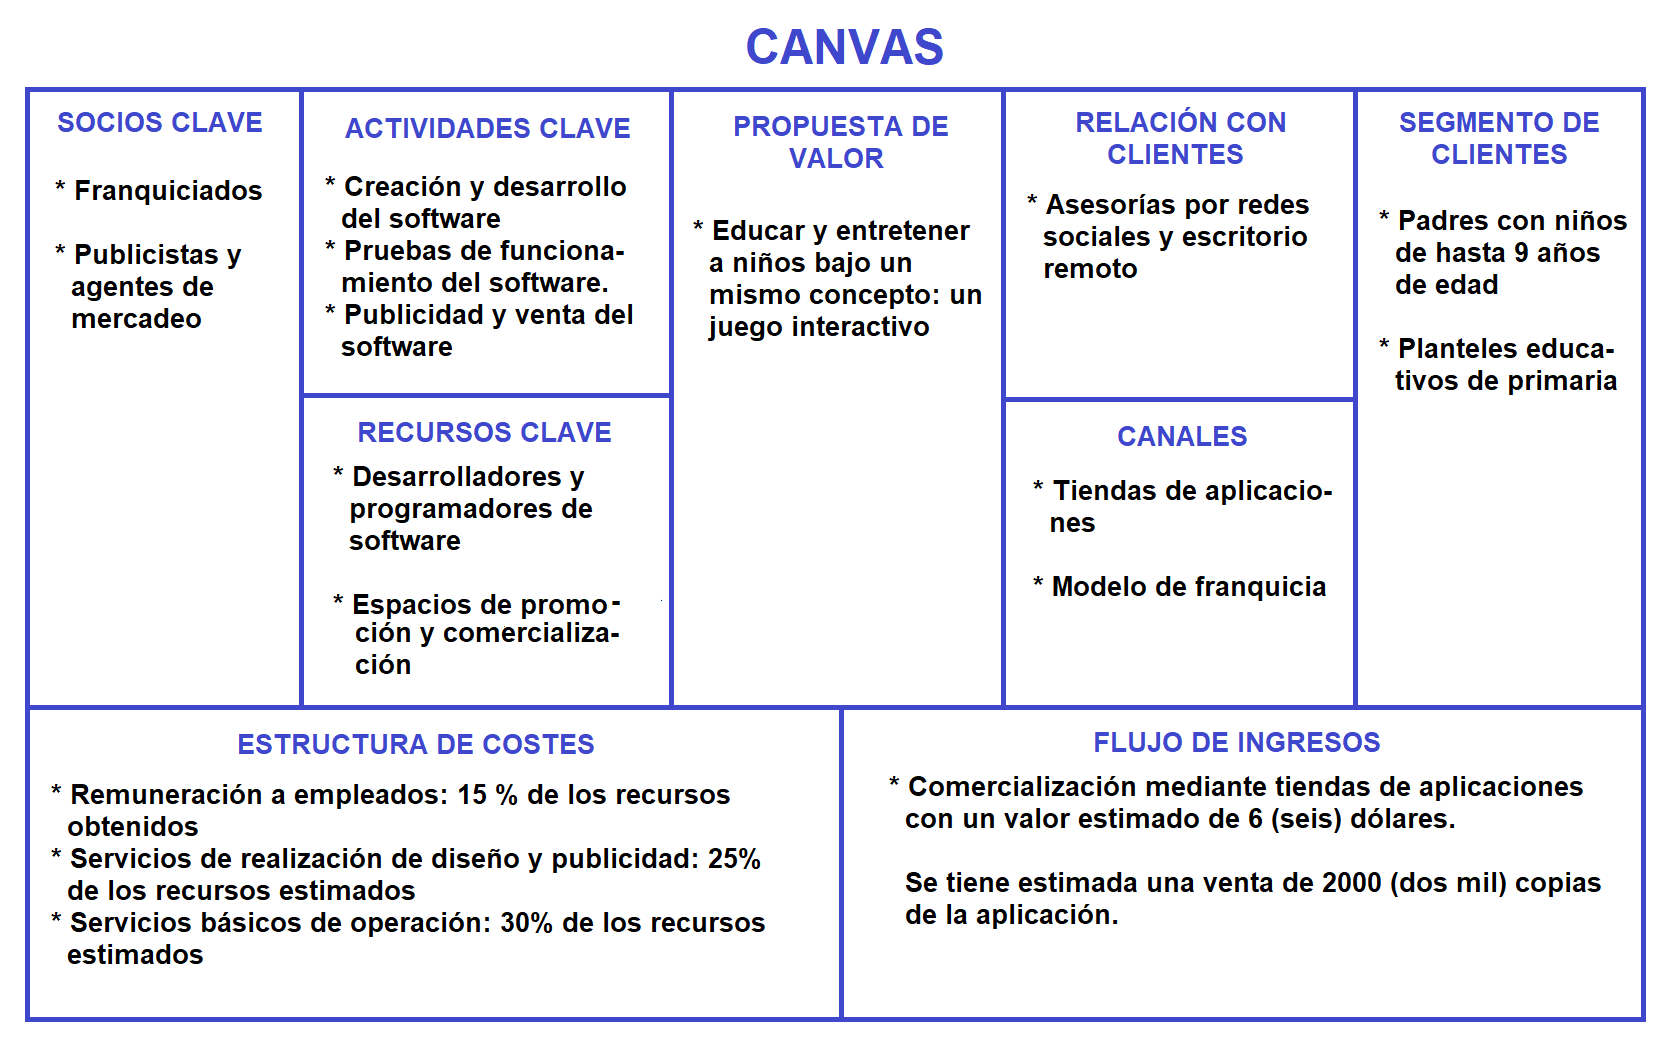 CANVAS
SOCIOS CLAVE
* Franquiciados
* Publicistas y
agentes de
mercadeo
ACTIVIDADES CLAVE
* Creación y desarrollo
del software
* Pruebas de funciona-
miento del software.
* Publicidad y venta del
software
RECURSOS CLAVE
* Desarrolladores y
programadores de
software
* Espacios de promo-
ción y comercializa-
ción
PROPUESTA DE
VALOR
* Educar y entretener
a niños bajo un
mismo concepto: un
juego interactivo
RELACIÓN CON
CLIENTES
* Asesorías por redes
sociales y escritorio
remoto
CANALES
* Tiendas de aplicacio-
nes
* Modelo de franquicia
SEGMENTO DE
CLIENTES
* Padres con niños
de hasta 9 años
de edad
* Planteles educa-
tivos de primaria
ESTRUCTURA DE COSTES
* Remuneración a empleados: 15 % de los recursos
obtenidos
* Servicios de realización de diseño y publicidad: 25%
de los recursos estimados
* Servicios básicos de operación: 30% de los recursos
estimados
FLUJO DE INGRESOS
* Comercialización mediante tiendas de aplicaciones
con un valor estimado de 6 (seis) dólares.
Se tiene estimada una venta de 2000 (dos mil) copias
de la aplicación.